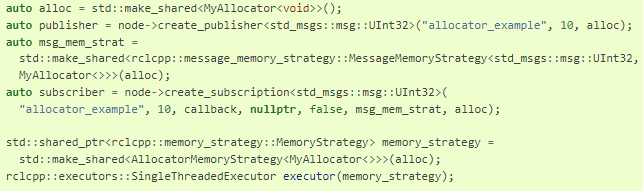 auto alloc = std::make_shared<MyAllocator<void>>();
auto publisher = node->create_publisher<std_msgs::msg::UInt32>("allocator_example", 10, alloc);
auto msg_mem_strat =
  std::make_shared<rclcpp::message_memory_strategy::MessageMemoryStrategy<std_msgs::msg::UInt32,
  MyAllocator<>>>(alloc);
auto subscriber = node->create_subscription<std_msgs::msg::UInt32>(
  "allocator_example", 10, callback, nullptr, false, msg_mem_strat, alloc);

std::shared_ptr<rclcpp::memory_strategy::MemoryStrategy> memory_strategy =
  std::make_shared<AllocatorMemoryStrategy<MyAllocator<>>>(alloc);
rclcpp::executors::SingleThreadedExecutor executor(memory_strategy);